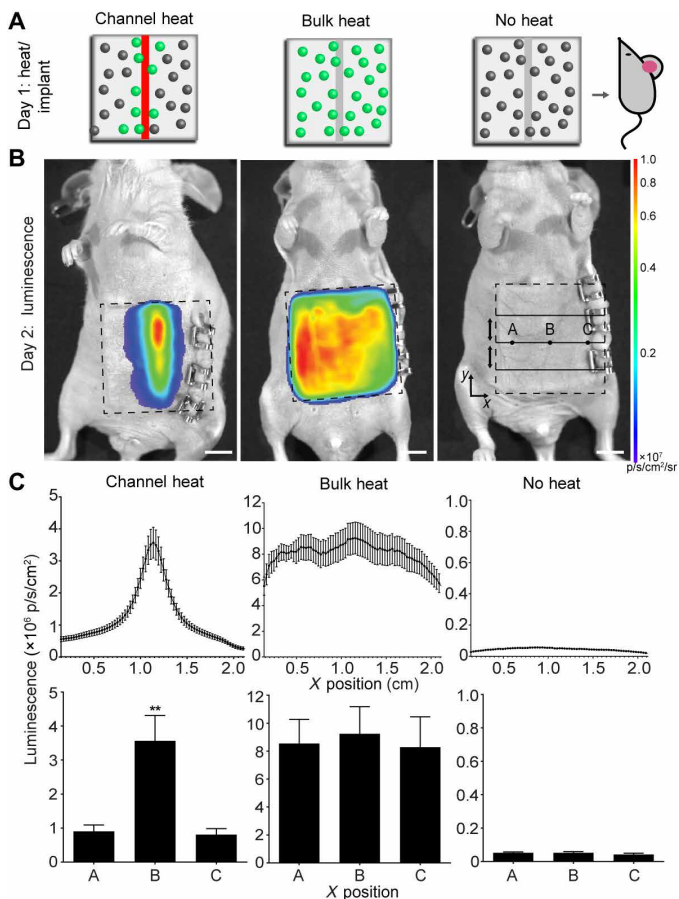 A
Channel heat
Bulk heat
No heat
Day 1: heat/
implant
B
Day 2: luminescence
A B C
y
x
1.0
0.8
0.6
0.4
0.2
×10⁷
p/s/cm²/sr
C
Channel heat
Bulk heat
No heat
Luminescence (×10⁶ p/s/cm²)
5
4
3
2
1
0
0.5 1.0 1.5 2.0
12
10
8
6
4
2
0
0.5 1.0 1.5 2.0
1.0
0.8
0.6
0.4
0.2
0
0.5 1.0 1.5 2.0
X position (cm)
5
4
3
2
1
0
**
A B C
12
10
8
6
4
2
0
A B C
1.0
0.8
0.6
0.4
0.2
0
A B C
X position